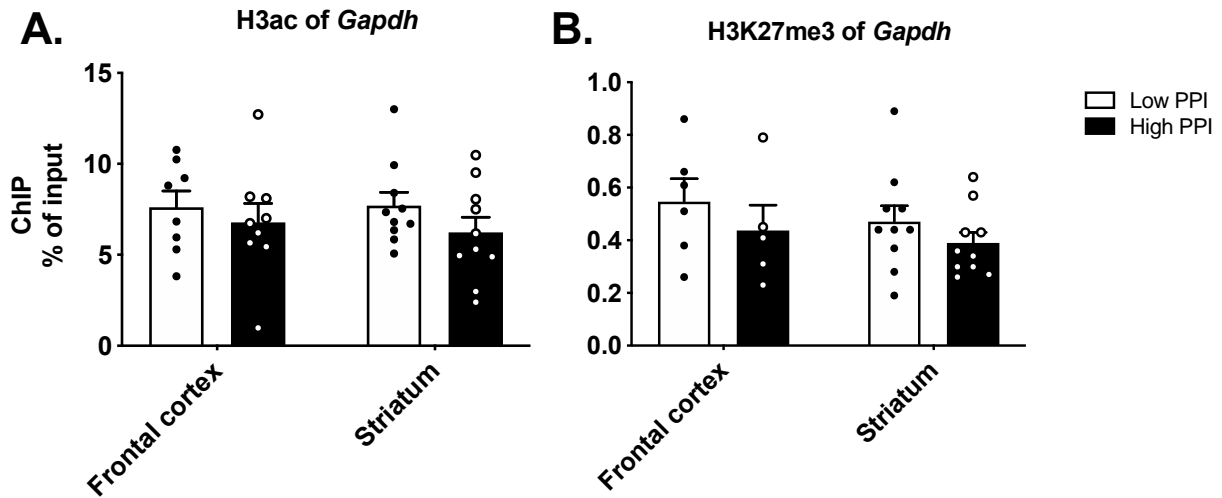 A.
H3ac of Gapdh
ChIP
% of input
15
10
5
0
Frontal cortex
Striatum
B.
H3K27me3 of Gapdh
1.0
0.8
0.6
0.4
0.2
0.0
Frontal cortex
Striatum
Low PPI
High PPI